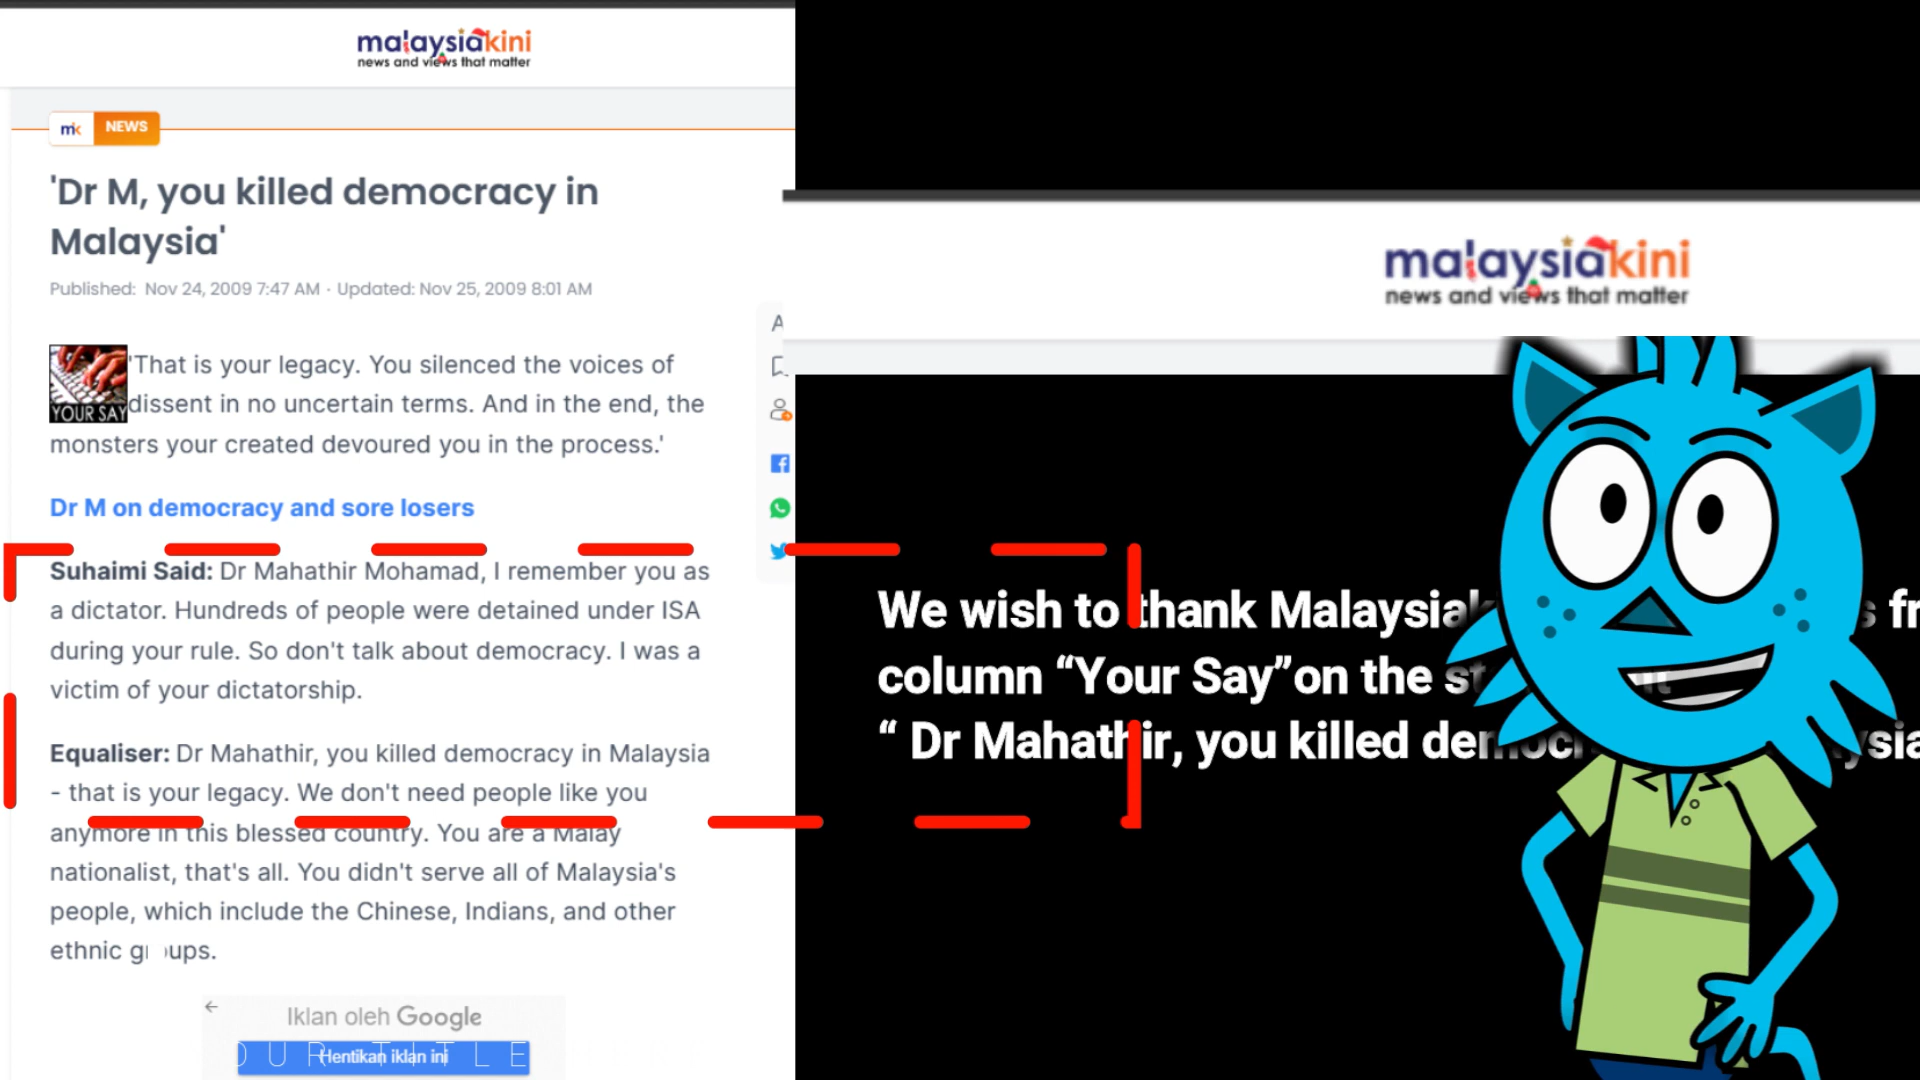 malaysiakini
news and views that matter
mk NEWS
'Dr M, you killed democracy in
Malaysia'
Published: Nov 24, 2009 7:47 AM · Updated: Nov 25, 2009 8:01 AM
YOUR SAY
'That is your legacy. You silenced the voices of
dissent in no uncertain terms. And in the end, the
monsters your created devoured you in the process.'
Dr M on democracy and sore losers
Suhaimi Said: Dr Mahathir Mohamad, I remember you as
a dictator. Hundreds of people were detained under ISA
during your rule. So don't talk about democracy. I was a
victim of your dictatorship.
Equaliser: Dr Mahathir, you killed democracy in Malaysia
- that is your legacy. We don't need people like you
anymore in this blessed country. You are a Malay
nationalist, that's all. You didn't serve all of Malaysia's
people, which include the Chinese, Indians, and other
ethnic groups.
Iklan oleh Google
Hentikan iklan ini
OUR TITLE
malaysiakini
news and views that matter
We wish to thank
column “Your Say”on the
“ Dr Mahathir, you killed